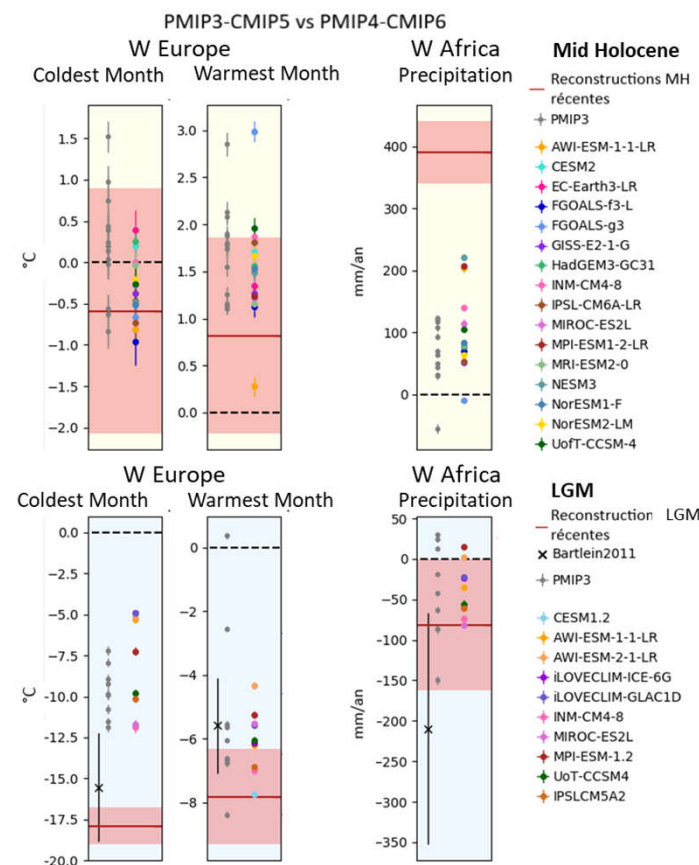 PMIP3-CMIP5 vs PMIP4-CMIP6
W Europe
Coldest Month
Warmest Month
W Africa
Precipitation
°C
1.5
1.0
0.5
0.0
-0.5
-1.0
-1.5
-2.0
3.0
2.5
2.0
1.5
1.0
0.5
0.0
mm/an
400
300
200
100
0
Mid Holocene
Reconstructions MH
récentes
PMIP3
AWI-ESM-1-1-LR
CESM2
EC-Earth3-LR
FGOALS-f3-L
FGOALS-g3
GISS-E2-1-G
HadGEM3-GC31
INM-CM4-8
IPSL-CM6A-LR
MIROC-ES2L
MPI-ESM1-2-LR
MRI-ESM2-0
NESM3
NorESM1-F
NorESM2-LM
UofT-CCSM-4
W Europe
Coldest Month
Warmest Month
W Africa
Precipitation
°C
0.0
-2.5
-5.0
-7.5
-10.0
-12.5
-15.0
-17.5
-20.0
0
-2
-4
-6
-8
mm/an
50
0
-50
-100
-150
-200
-250
-300
-350
LGM
Reconstruction LGM
récentes
Bartlein2011
PMIP3
CESM1.2
AWI-ESM-1-1-LR
AWI-ESM-2-1-LR
iLOVECLIM-ICE-6G
iLOVECLIM-GLAC1D
INM-CM4-8
MIROC-ES2L
MPI-ESM-1.2
UoT-CCSM4
IPSLCM5A2